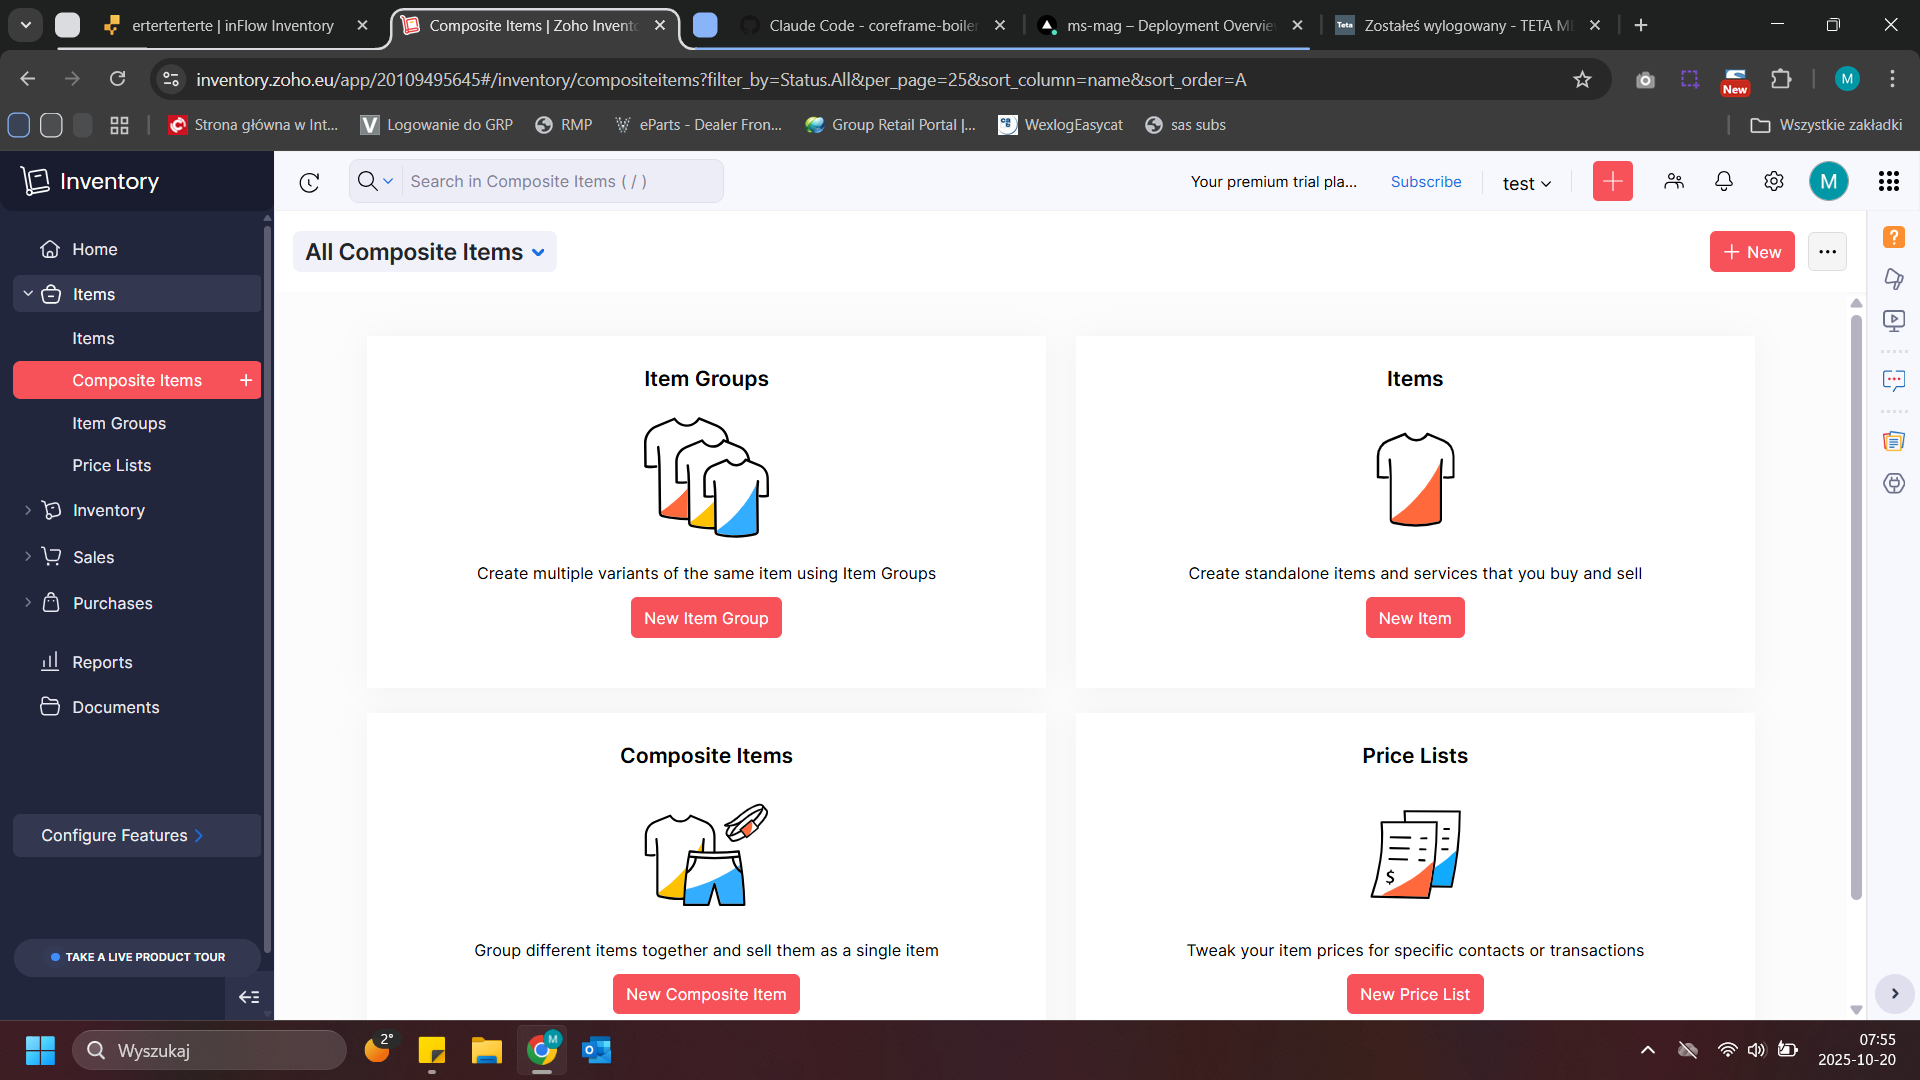 erterterterte | inFlow Inventory
Composite Items | Zoho Invent
Claude Code - coreframe-boiler
ms-mag – Deployment Overvie
Teta
Zostałeś wylogowany - TETA M
inventory.zoho.eu/app/20109495645#/inventory/compositeitems?filter_by=Status.All&per_page=25&sort_column=name&sort_order=A
New
M
Strona główna w Int...
Logowanie do GRP
RMP
eParts - Dealer Fron...
Group Retail Portal |...
WexlogEasycat
sas subs
Wszystkie zakładki
Inventory
Search in Composite Items ( / )
Your premium trial pla...
Subscribe
test
M
Home
Items
Items
Composite Items
Item Groups
Price Lists
Inventory
Sales
Purchases
Reports
Documents
Configure Features
TAKE A LIVE PRODUCT TOUR
All Composite Items
New
Item Groups
Create multiple variants of the same item using Item Groups
New Item Group
Items
Create standalone items and services that you buy and sell
New Item
Composite Items
Group different items together and sell them as a single item
New Composite Item
Price Lists
$
Tweak your item prices for specific contacts or transactions
New Price List
Wyszukaj
2°
M
07:55
2025-10-20